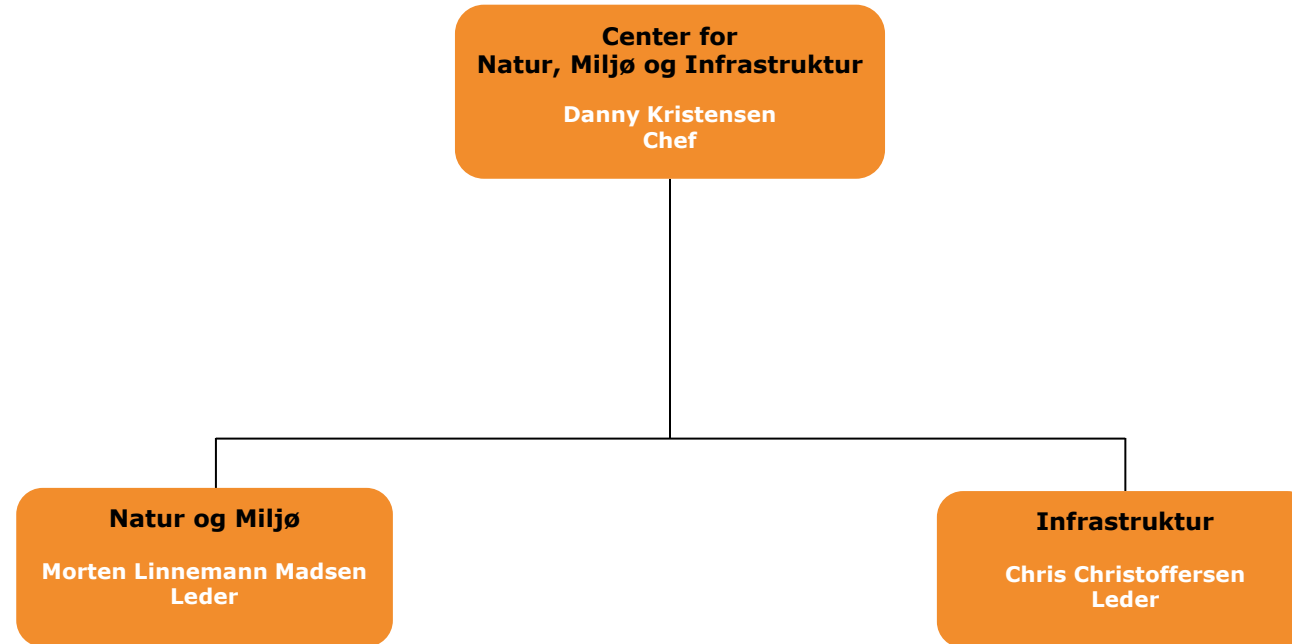 Center for
Natur, Miljø og Infrastruktur
Danny Kristensen
Chef
Natur og Miljø
Morten Linnemann Madsen
Leder
Infrastruktur
Chris Christoffersen
Leder